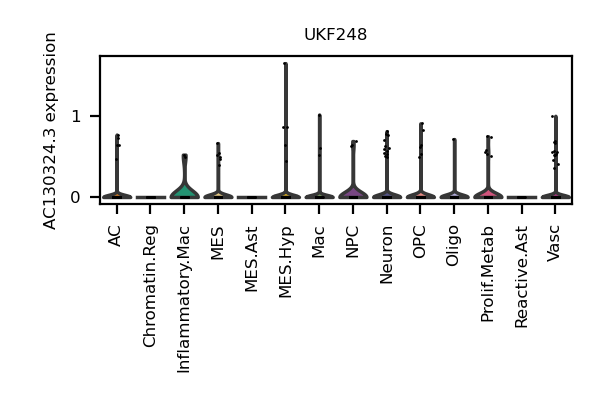 UKF248
AC130324.3 expression
1
0
AC
Chromatin.Reg
Inflammatory.Mac
MES
MES.Ast
MES.Hyp
Mac
NPC
Neuron
OPC
Oligo
Prolif.Metab
Reactive.Ast
Vasc